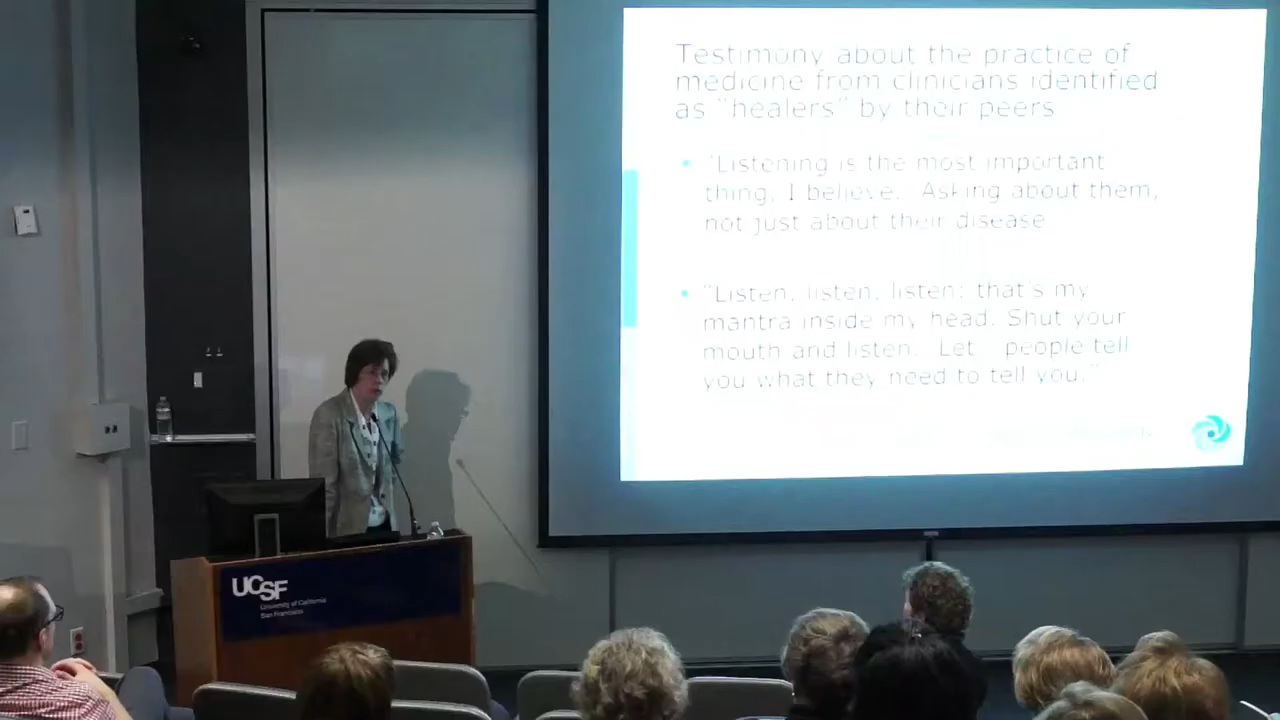 Testimony about the practice of
medicine from clinicians identified
as "healers" by their peers
"Listening is the most important
thing, I believe. Asking about them,
not just about their disease
"Listen, listen, listen: that's my
mantra inside my head. Shut your
mouth and listen. Let people tell
you what they need to tell you."
UCSF
University of California
San Francisco